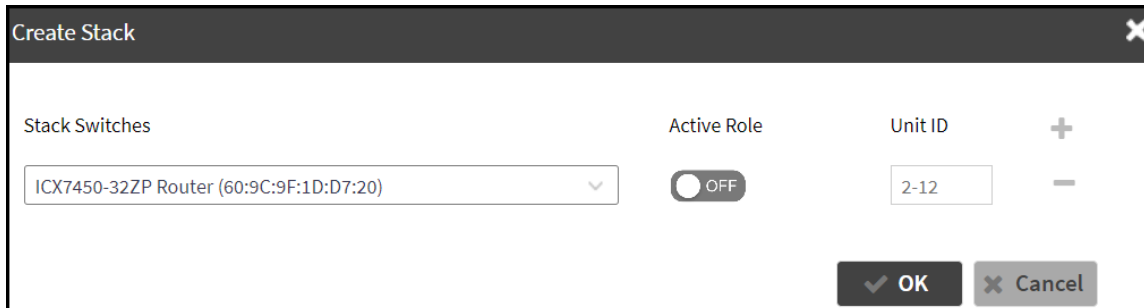 Create Stack
Stack Switches Active Role Unit ID
ICX7450-32ZP Router (60:9C:9F:1D:D7:20) OFF 2-12
OK Cancel